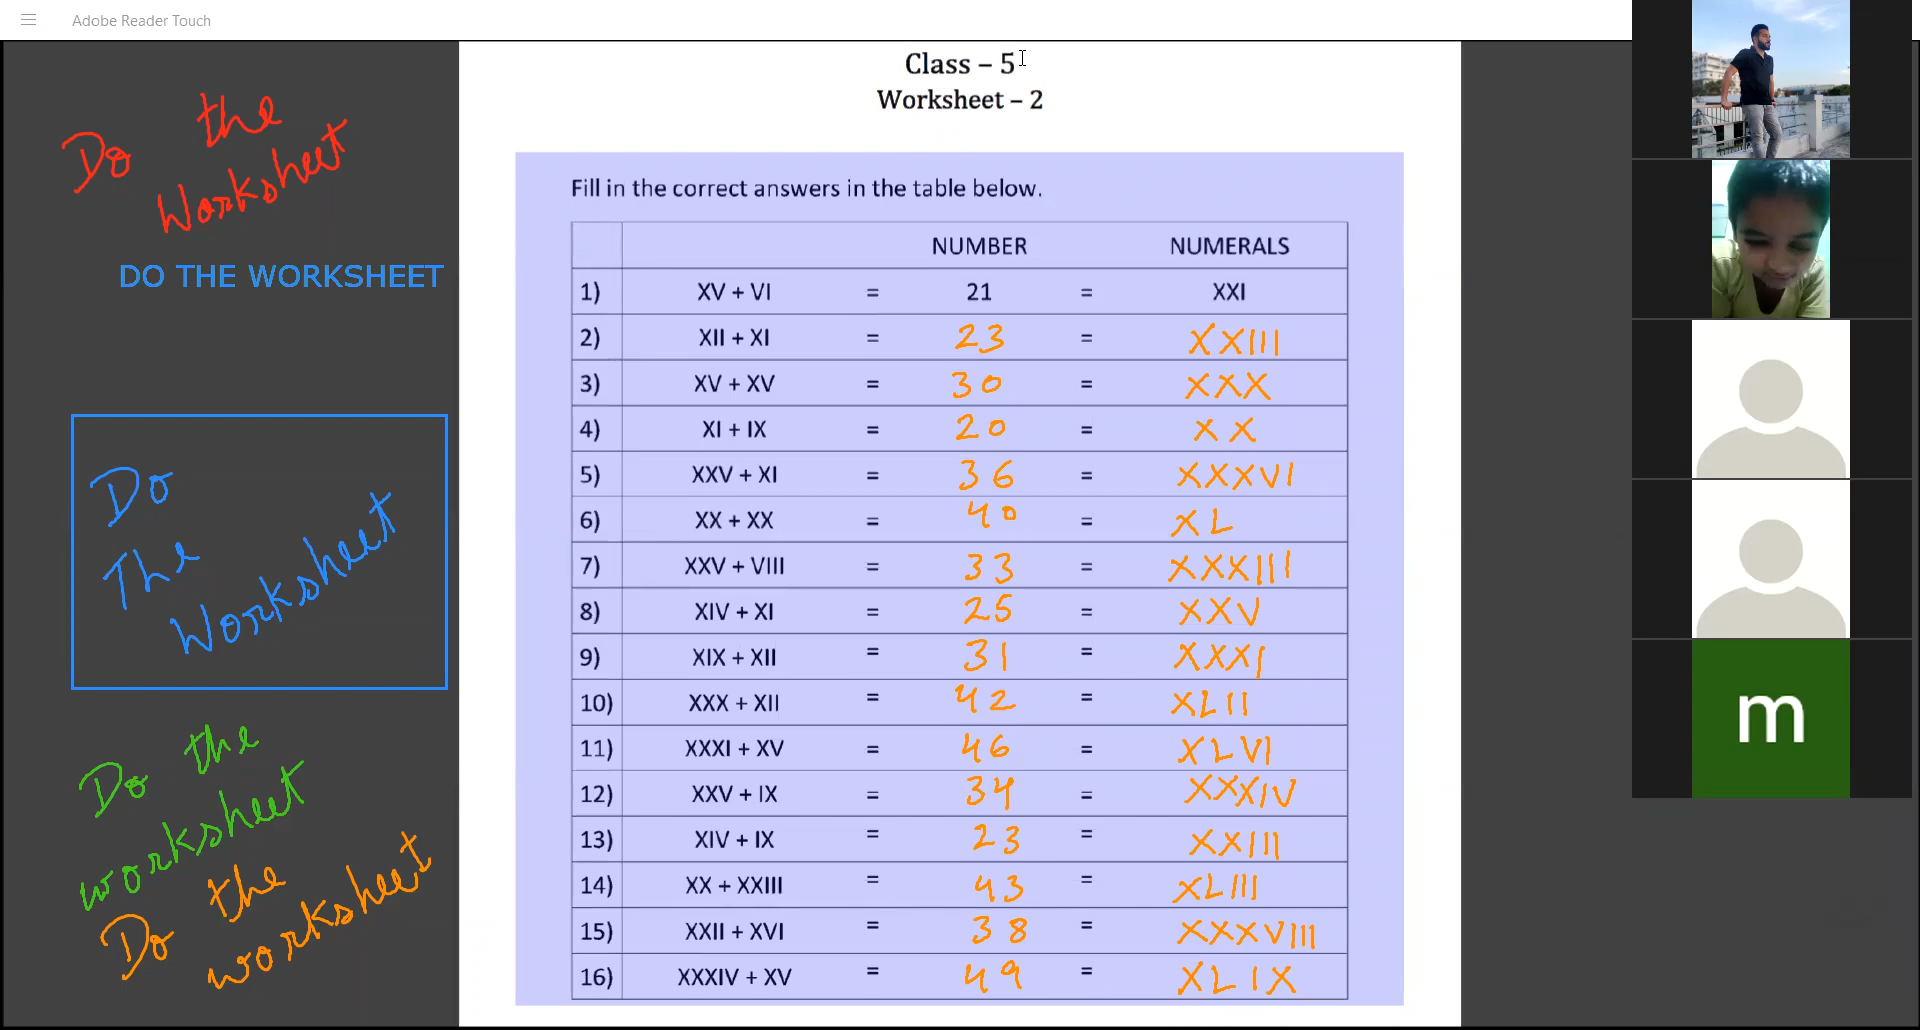 Adobe Reader Touch
Class – 5
Worksheet – 2
Do the
Worksheet
DO THE WORKSHEET
Do
The
Worksheet
Do the
worksheet
Do the
worksheet
Fill in the correct answers in the table below.
NUMBER NUMERALS
1) XV + VI = 21 = XXI
2) XII + XI = 23 = XXIII
3) XV + XV = 30 = XXX
4) XI + IX = 20 = XX
5) XXV + XI = 36 = XXXVI
6) XX + XX = 40 = XL
7) XXV + VIII = 33 = XXXIII
8) XIV + XI = 25 = XXV
9) XIX + XII = 31 = XXXI
10) XXX + XII = 42 = XLII
11) XXXI + XV = 46 = XLVI
12) XXV + IX = 34 = XXXIV
13) XIV + IX = 23 = XXIII
14) XX + XXIII = 43 = XLIII
15) XXII + XVI = 38 = XXXVIII
16) XXXIV + XV = 49 = XLIX
m